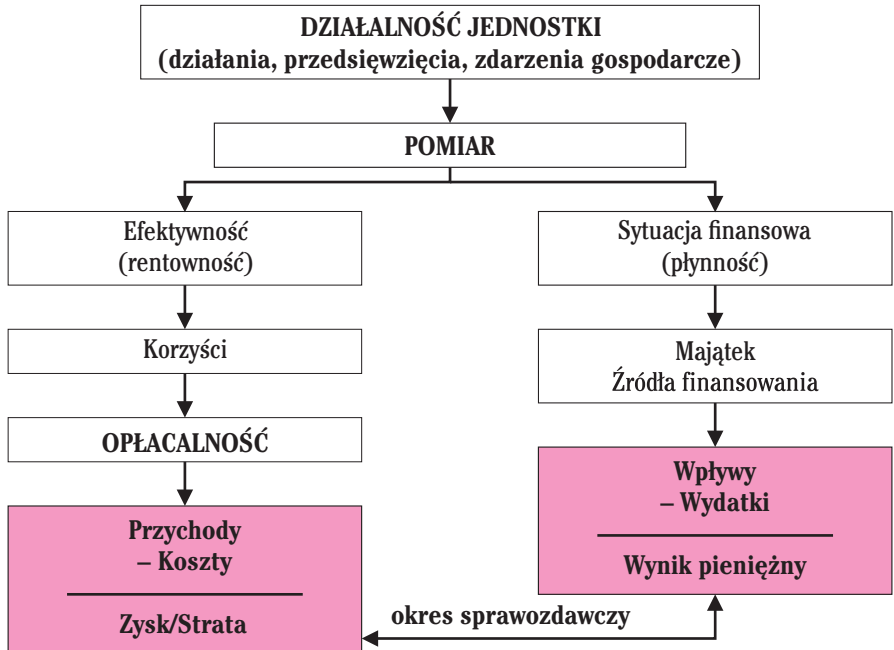 DZIAŁALNOŚĆ JEDNOSTKI
(działania, przedsięwzięcia, zdarzenia gospodarcze)
POMIAR
Efektywność
(rentowność)
Korzyści
OPŁACALNOŚĆ
Przychody
– Koszty
Zysk/Strata
Sytuacja finansowa
(płynność)
Majątek
Źródła finansowania
Wpływy
– Wydatki
Wynik pieniężny
okres sprawozdawczy